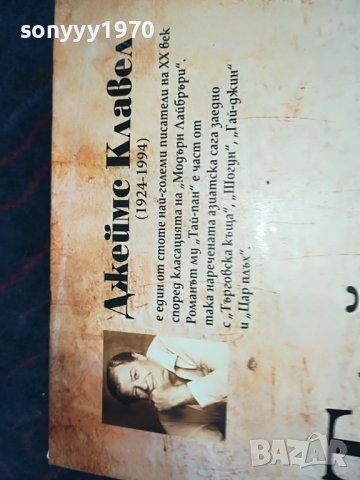 sonyyy1970
Джеймс Клавел
(1924-1994)
е един от стоте най-големи писатели на XX век
според класацията на „Модърн Лайбръри“.
Романът му „Тай-пан“ е част от
така наречената азиатска сага заедно
с „Търговска къща“, „Шогун“, „Гай-джин“
и „Цар плъх“.
BAZAR
bg